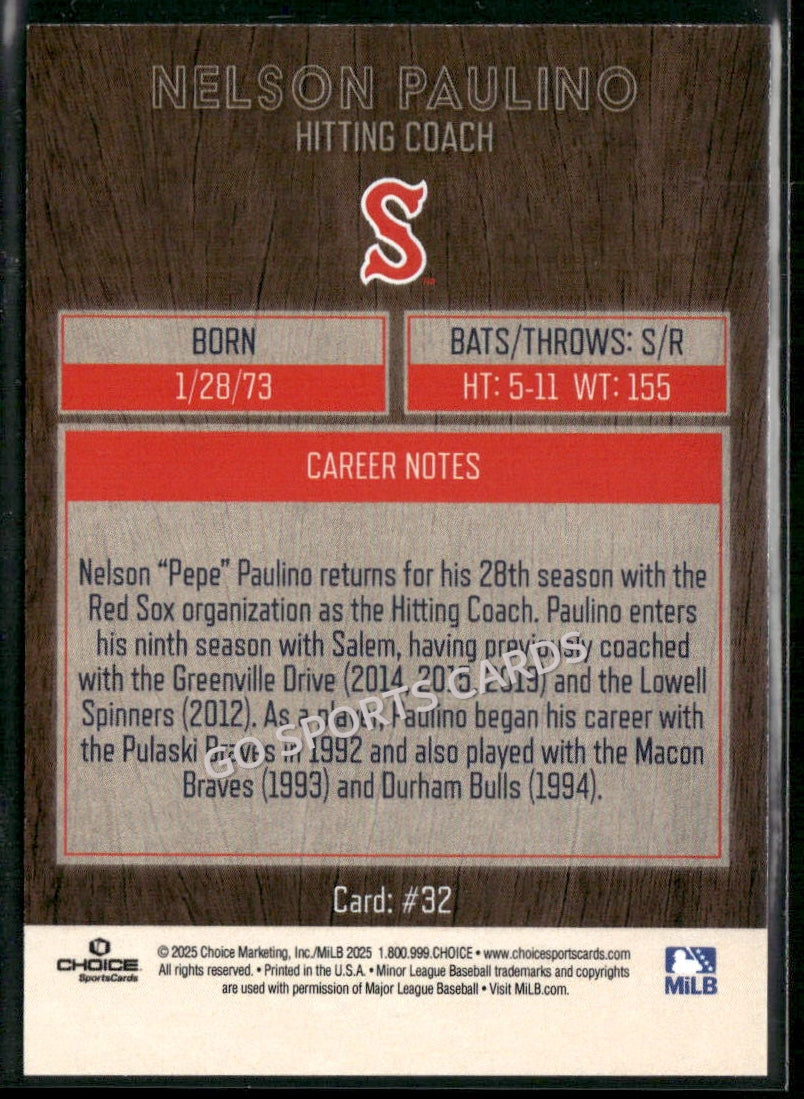 NELSON PAULINO
HITTING COACH
S
BORN
1/28/73
BATS/THROWS: S/R
HT: 5-11 WT: 155
CAREER NOTES
Nelson “Pepe” Paulino returns for his 28th season with the
Red Sox organization as the Hitting Coach. Paulino enters
his ninth season with Salem, having previously coached
with the Greenville Drive (2014, 2015, 2019) and the Lowell
Spinners (2012). As a player, Paulino began his career with
the Pulaski Braves in 1992 and also played with the Macon
Braves (1993) and Durham Bulls (1994).
GO SPORTS CARDS
Card: #32
CHOICE
SportsCards
© 2025 Choice Marketing, Inc./MiLB 2025 1.800.999.CHOICE • www.choicesportscards.com
All rights reserved. • Printed in the U.S.A. • Minor League Baseball trademarks and copyrights
are used with permission of Major League Baseball • Visit MiLB.com.
MiLB